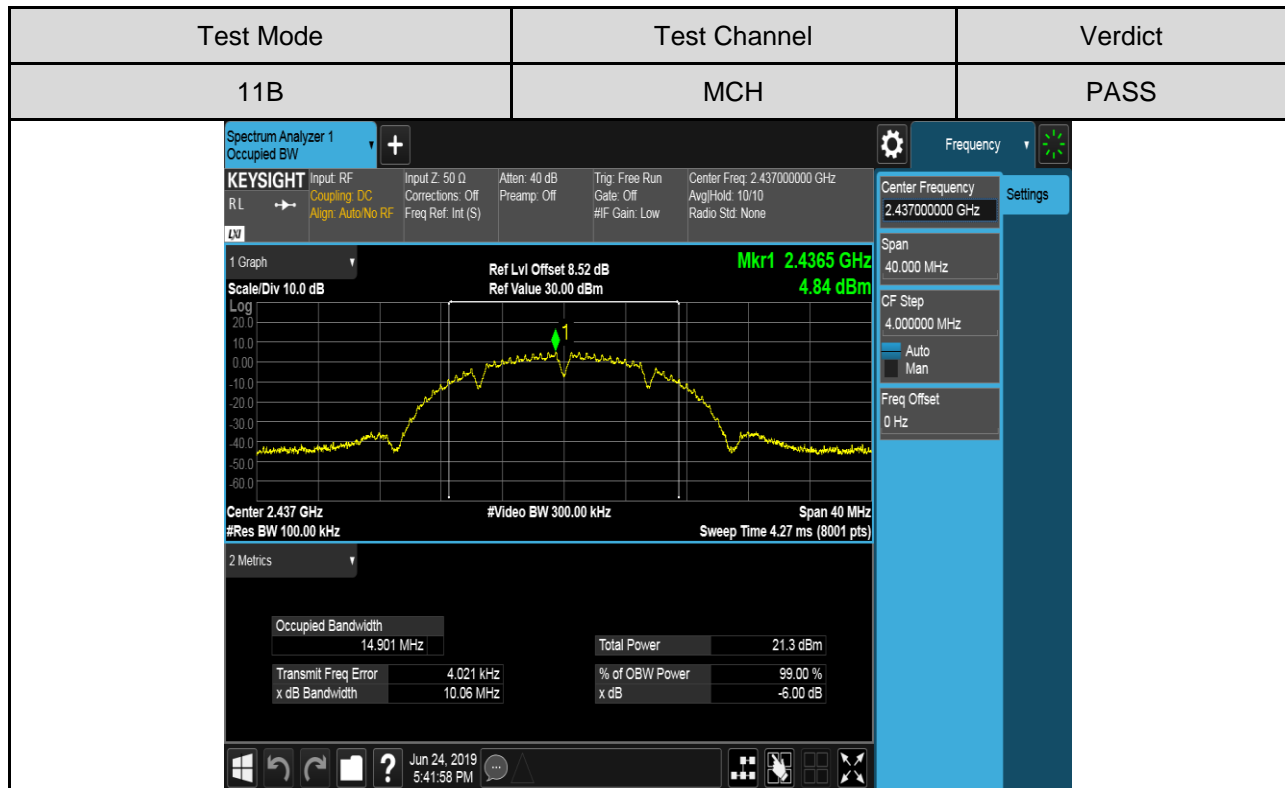 Test Mode Test Channel Verdict
11B MCH PASS
Spectrum Analyzer 1
Occupied BW
Frequency
KEYSIGHT Input: RF Input Z: 50 Ω Atten: 40 dB Trig: Free Run Center Freq: 2.437000000 GHz
RL Coupling: DC Corrections: Off Preamp: Off Gate: Off Avg|Hold: 10/10
Align: Auto/No RF Freq Ref: Int (S) #IF Gain: Low Radio Std: None
LXI
Center Frequency
2.437000000 GHz
Settings
Span
40.000 MHz
CF Step
4.000000 MHz
Auto
Man
Freq Offset
0 Hz
1 Graph Ref Lvl Offset 8.52 dB Mkr1 2.4365 GHz
Scale/Div 10.0 dB Ref Value 30.00 dBm 4.84 dBm
Log
20.0
1
10.0
0.00
-10.0
-20.0
-30.0
-40.0
-50.0
-60.0
Center 2.437 GHz #Video BW 300.00 kHz Span 40 MHz
#Res BW 100.00 kHz Sweep Time 4.27 ms (8001 pts)
2 Metrics
Occupied Bandwidth
14.901 MHz Total Power 21.3 dBm
Transmit Freq Error 4.021 kHz % of OBW Power 99.00 %
x dB Bandwidth 10.06 MHz x dB -6.00 dB
Jun 24, 2019
5:41:58 PM